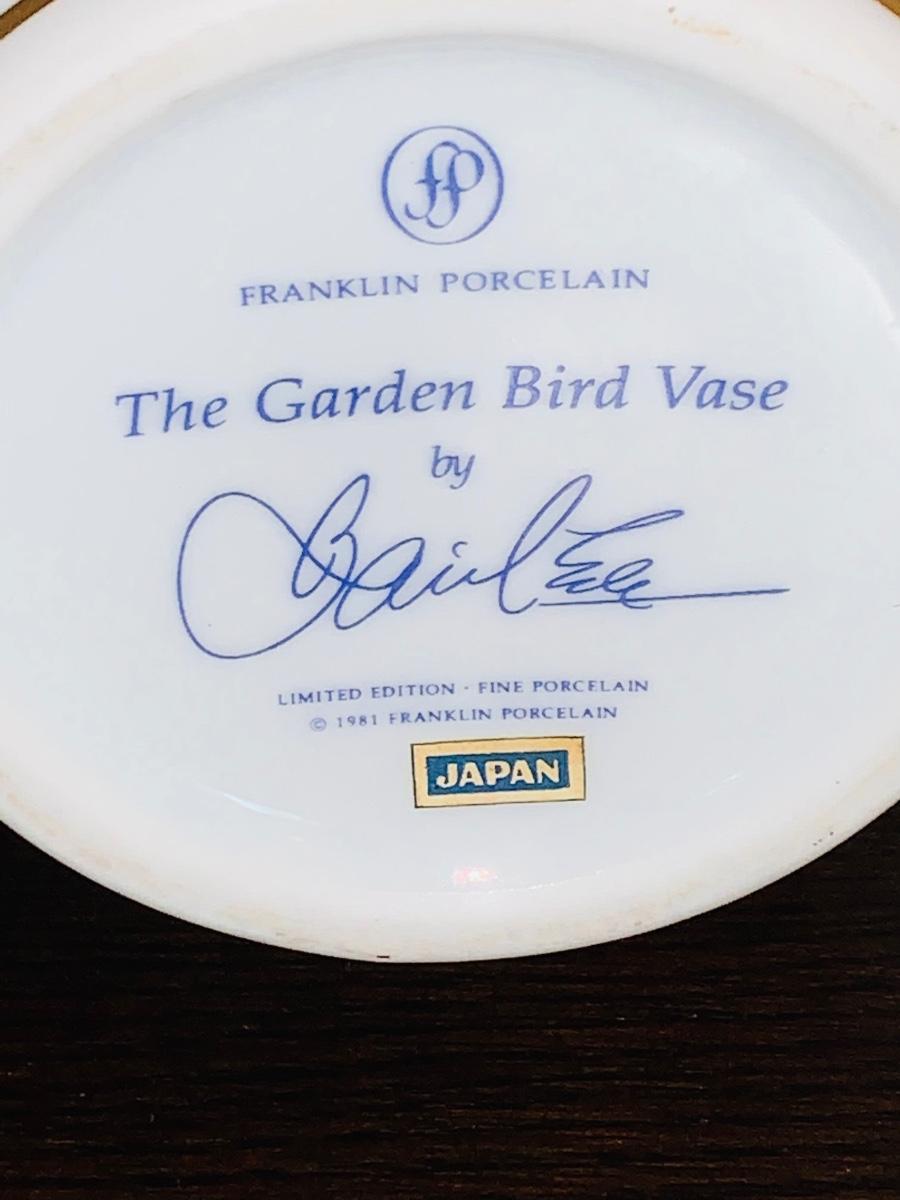 fp
FRANKLIN PORCELAIN
The Garden Bird Vase
by
LIMITED EDITION · FINE PORCELAIN
© 1981 FRANKLIN PORCELAIN
JAPAN